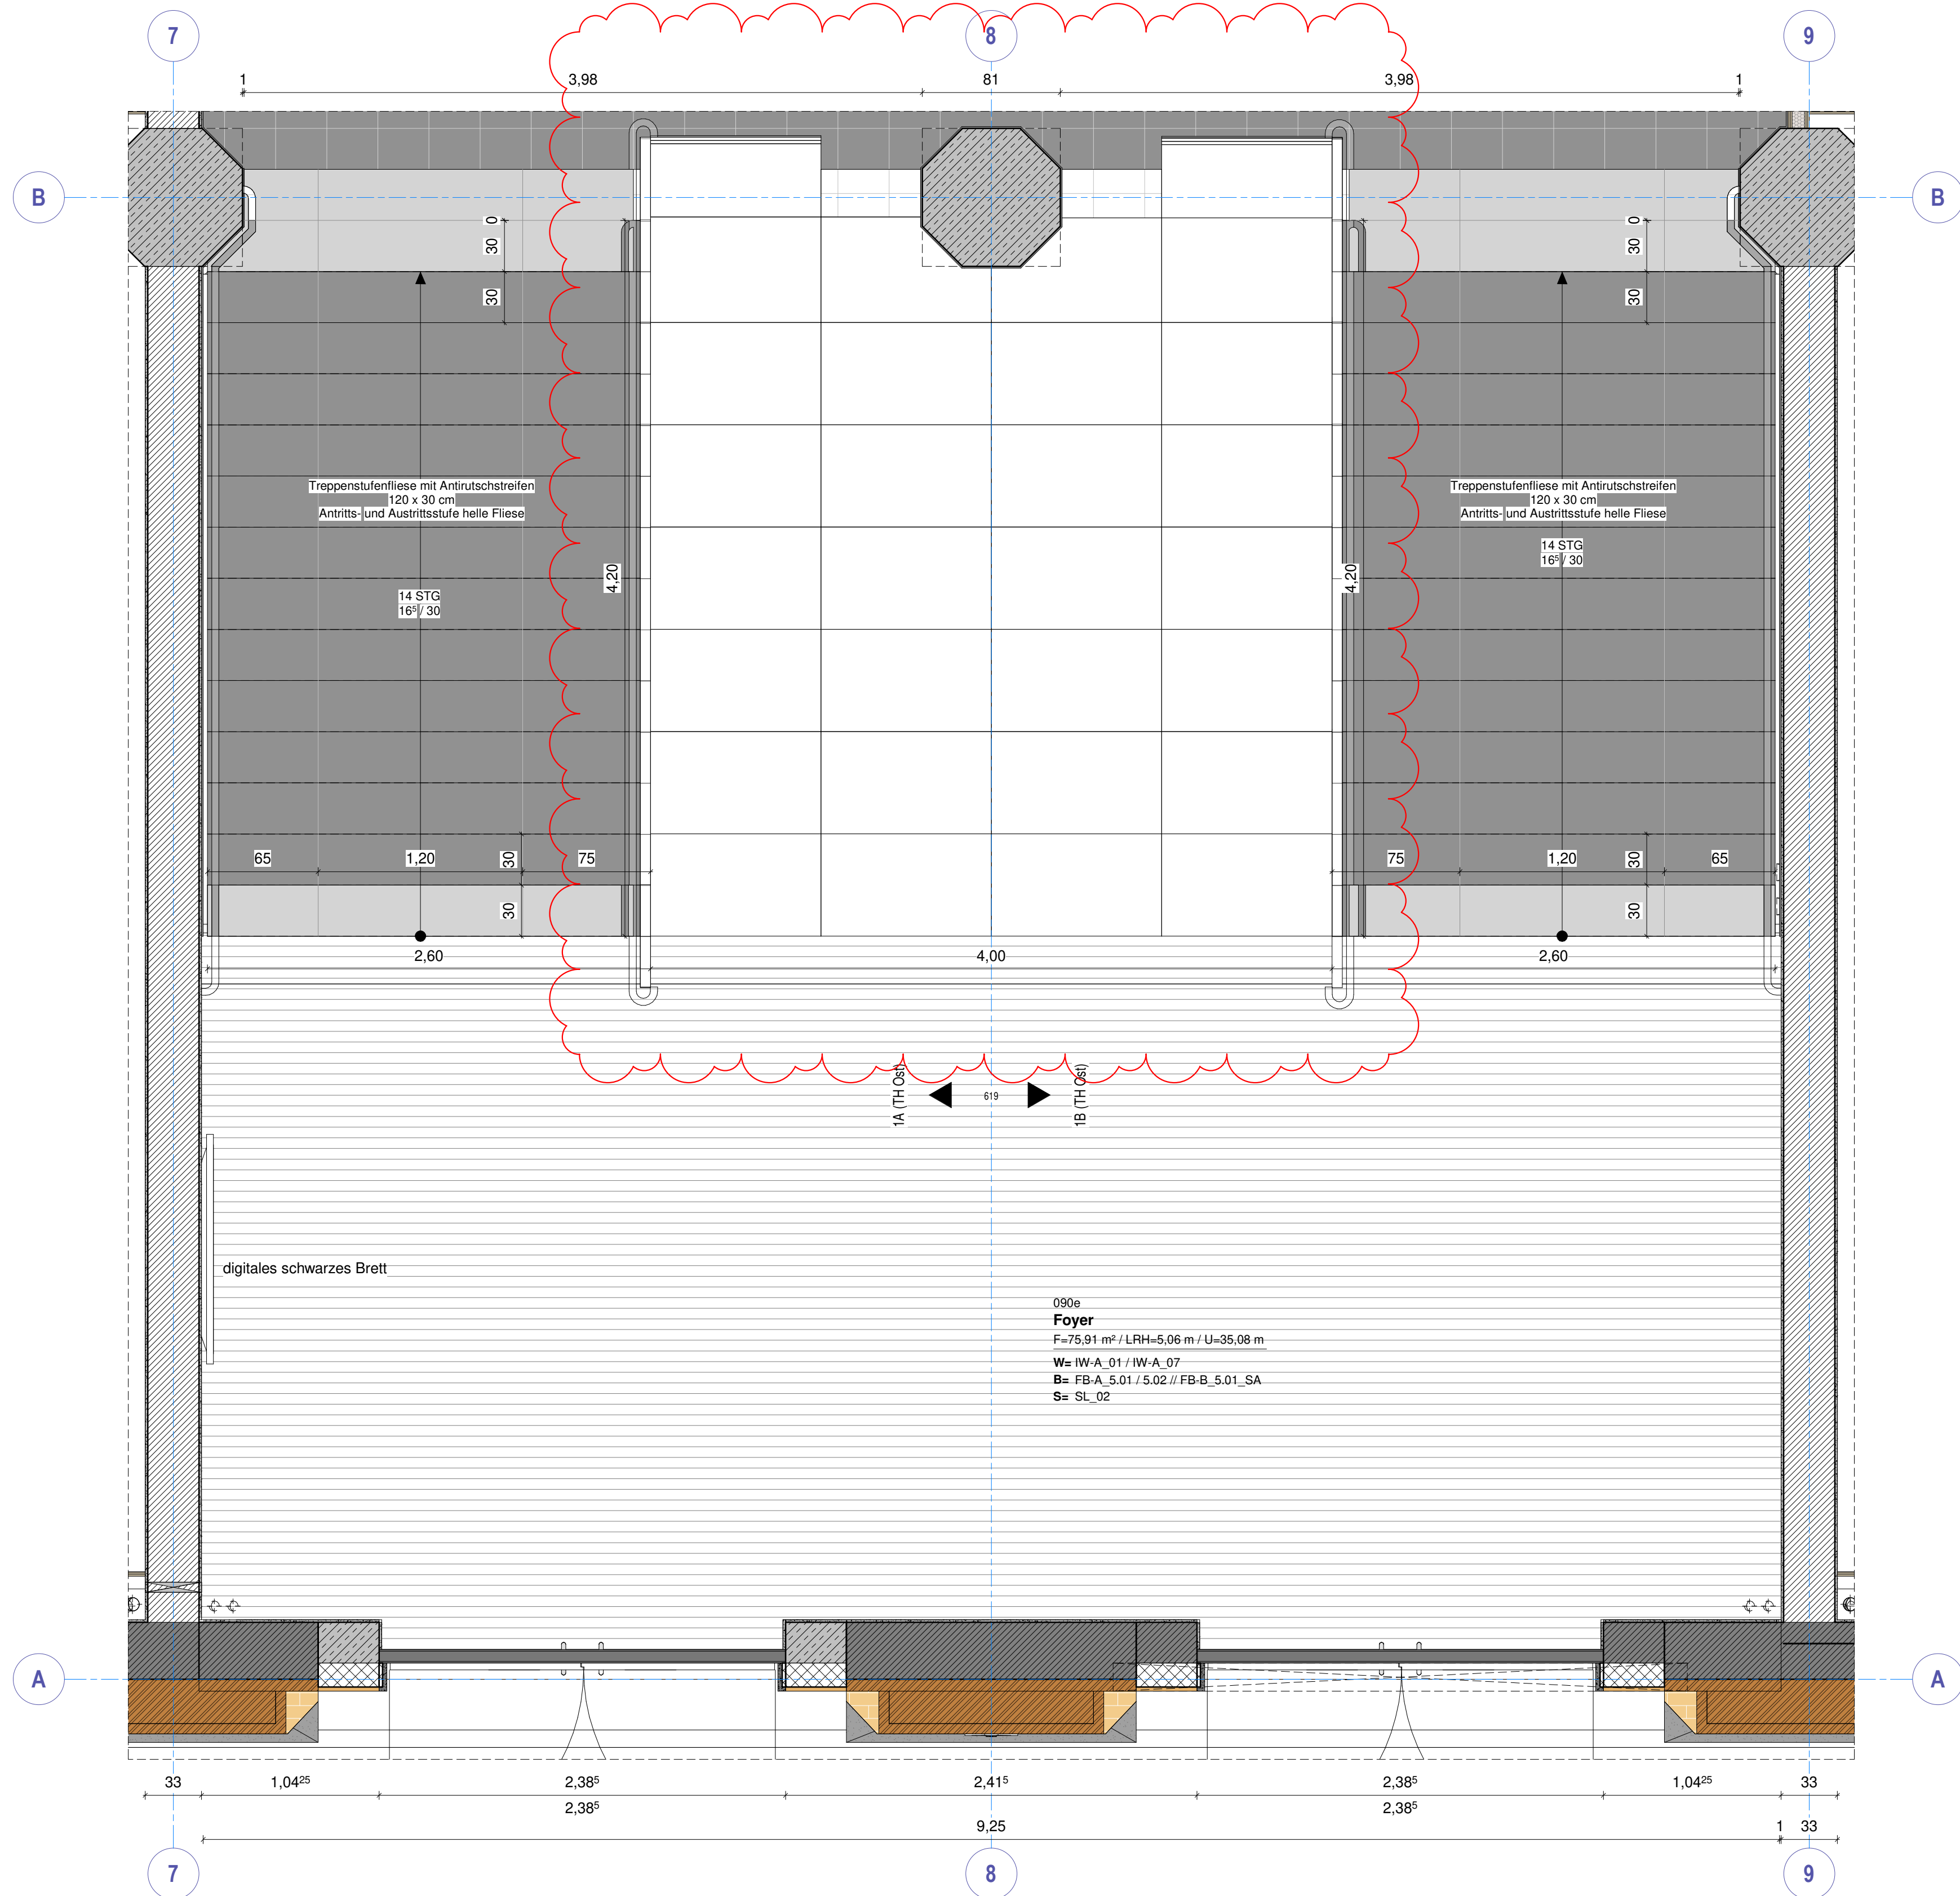 7
8
9
1
3,98
81
3,98
1
B
B
30
0
30
0
30
30
Treppenstufenfliese mit Antirutschstreifen
120 x 30 cm
Antritts- und Austrittsstufe helle Fliese
Treppenstufenfliese mit Antirutschstreifen
120 x 30 cm
Antritts- und Austrittsstufe helle Fliese
14 STG
16⁵ / 30
14 STG
16⁵ / 30
4,20
4,20
65
1,20
30
75
75
1,20
30
65
30
30
2,60
4,00
2,60
1A (TH Ost)
619
1B (TH Ost)
digitales schwarzes Brett
090e
Foyer
F=75,91 m² / LRH=5,06 m / U=35,08 m
W= IW-A_01 / IW-A_07
B= FB-A_5.01 / 5.02 // FB-B_5.01_SA
S= SL_02
A
A
33
1,04²⁵
2,38⁵
2,41⁵
2,38⁵
1,04²⁵
33
2,38⁵
2,38⁵
9,25
1
33
7
8
9